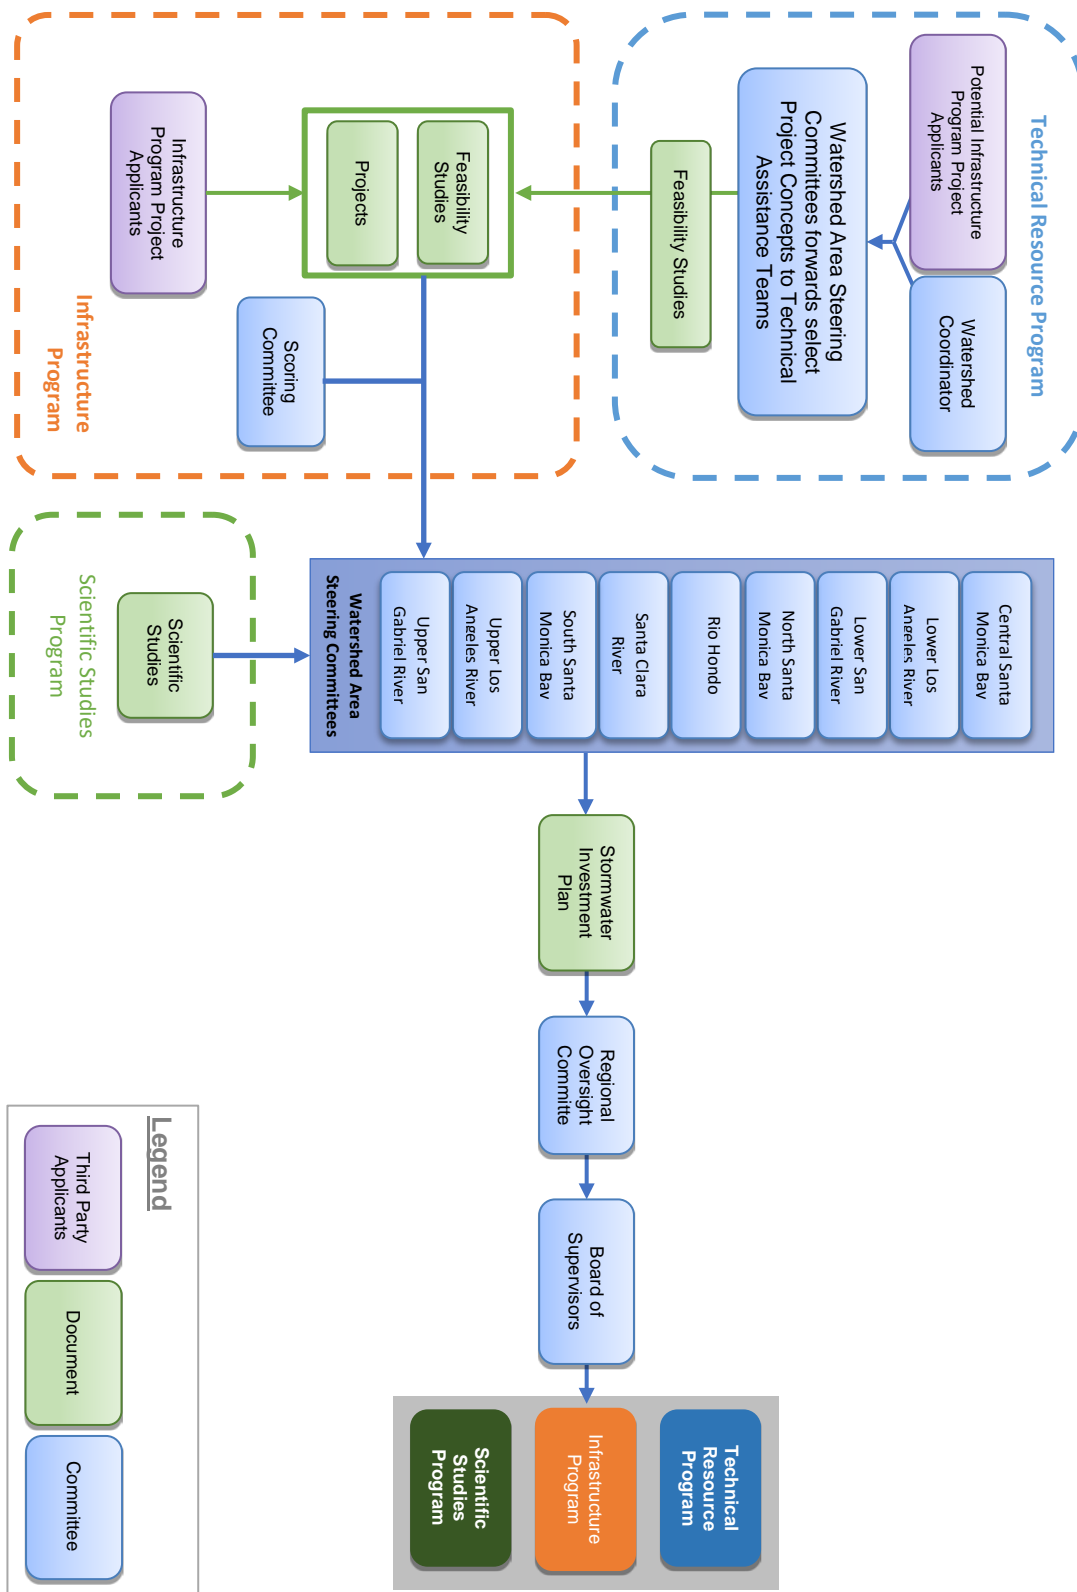 Technical Resource Program
Potential Infrastructure
Program Project
Applicants
Watershed
Coordinator
Watershed Area Steering
Committees forwards select
Project Concepts to Technical
Assistance Teams
Feasibility Studies
Feasibility
Studies
Projects
Infrastructure
Program Project
Applicants
Scoring
Committee
Infrastructure
Program
Central Santa
Monica Bay
Lower Los
Angeles River
Lower San
Gabriel River
North Santa
Monica Bay
Rio Hondo
Santa Clara
River
South Santa
Monica Bay
Upper Los
Angeles River
Upper San
Gabriel River
Watershed Area
Steering Committees
Scientific
Studies
Scientific Studies
Program
Stormwater
Investment
Plan
Regional
Oversight
Committe
Board of
Supervisors
Technical
Resource
Program
Infrastructure
Program
Scientific
Studies
Program
Legend
Third Party
Applicants
Document
Committee